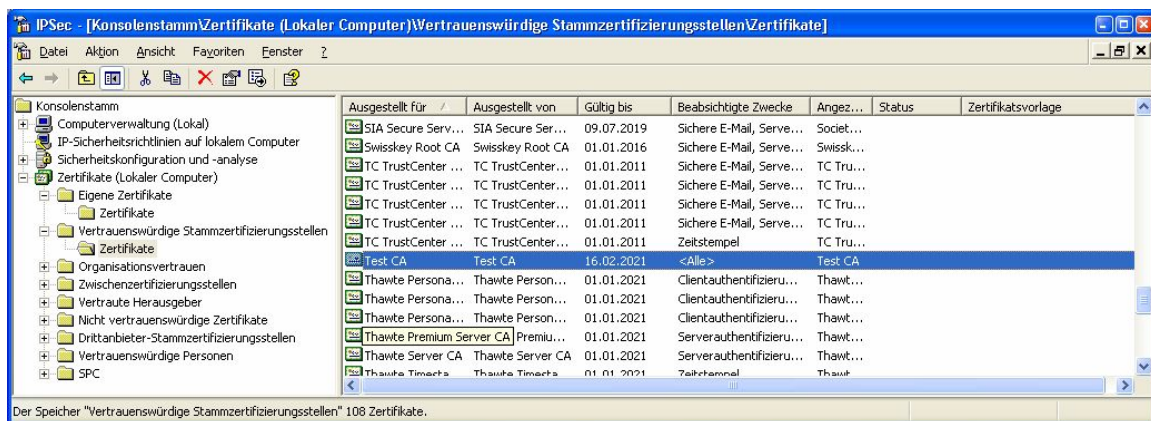 IPSec - [Konsolenstamm\Zertifikate (Lokaler Computer)\Vertrauenswürdige Stammzertifizierungsstellen\Zertifikate]
Datei Aktion Ansicht Favoriten Fenster ?
Konsolenstamm
Computerverwaltung (Lokal)
IP-Sicherheitsrichtlinien auf lokalem Computer
Sicherheitskonfiguration und -analyse
Zertifikate (Lokaler Computer)
Eigene Zertifikate
Zertifikate
Vertrauenswürdige Stammzertifizierungsstellen
Zertifikate
Organisationsvertrauen
Zwischenzertifizierungsstellen
Vertraute Herausgeber
Nicht vertrauenswürdige Zertifikate
Drittanbieter-Stammzertifizierungsstellen
Vertrauenswürdige Personen
SPC
Ausgestellt für Ausgestellt von Gültig bis Beabsichtigte Zwecke Angez... Status Zertifikatsvorlage
SIA Secure Serv... SIA Secure Ser... 09.07.2019 Sichere E-Mail, Serve... Societ...
Swisskey Root CA Swisskey Root CA 01.01.2016 Sichere E-Mail, Serve... Swissk...
TC TrustCenter ... TC TrustCenter ... 01.01.2011 Sichere E-Mail, Serve... TC Tru...
TC TrustCenter ... TC TrustCenter ... 01.01.2011 Sichere E-Mail, Serve... TC Tru...
TC TrustCenter ... TC TrustCenter ... 01.01.2011 Sichere E-Mail, Serve... TC Tru...
TC TrustCenter ... TC TrustCenter ... 01.01.2011 Sichere E-Mail, Serve... TC Tru...
TC TrustCenter ... TC TrustCenter ... 01.01.2011 Zeitstempel TC Tru...
Test CA Test CA 16.02.2021 <Alle> Test CA
Thawte Persona... Thawte Person... 01.01.2021 Clientauthentifizieru... Thawt...
Thawte Persona... Thawte Person... 01.01.2021 Clientauthentifizieru... Thawt...
Thawte Persona... Thawte Person... 01.01.2021 Clientauthentifizieru... Thawt...
Thawte Premium Server CA Premiu... 01.01.2021 Serverauthentifizieru... Thawt...
Thawte Server CA Thawte Server CA 01.01.2021 Serverauthentifizieru... Thawt...
Thawte Timesta Thawte Timesta 01.01.2021 Zeitstempel Thawt
Der Speicher "Vertrauenswürdige Stammzertifizierungsstellen" 108 Zertifikate.